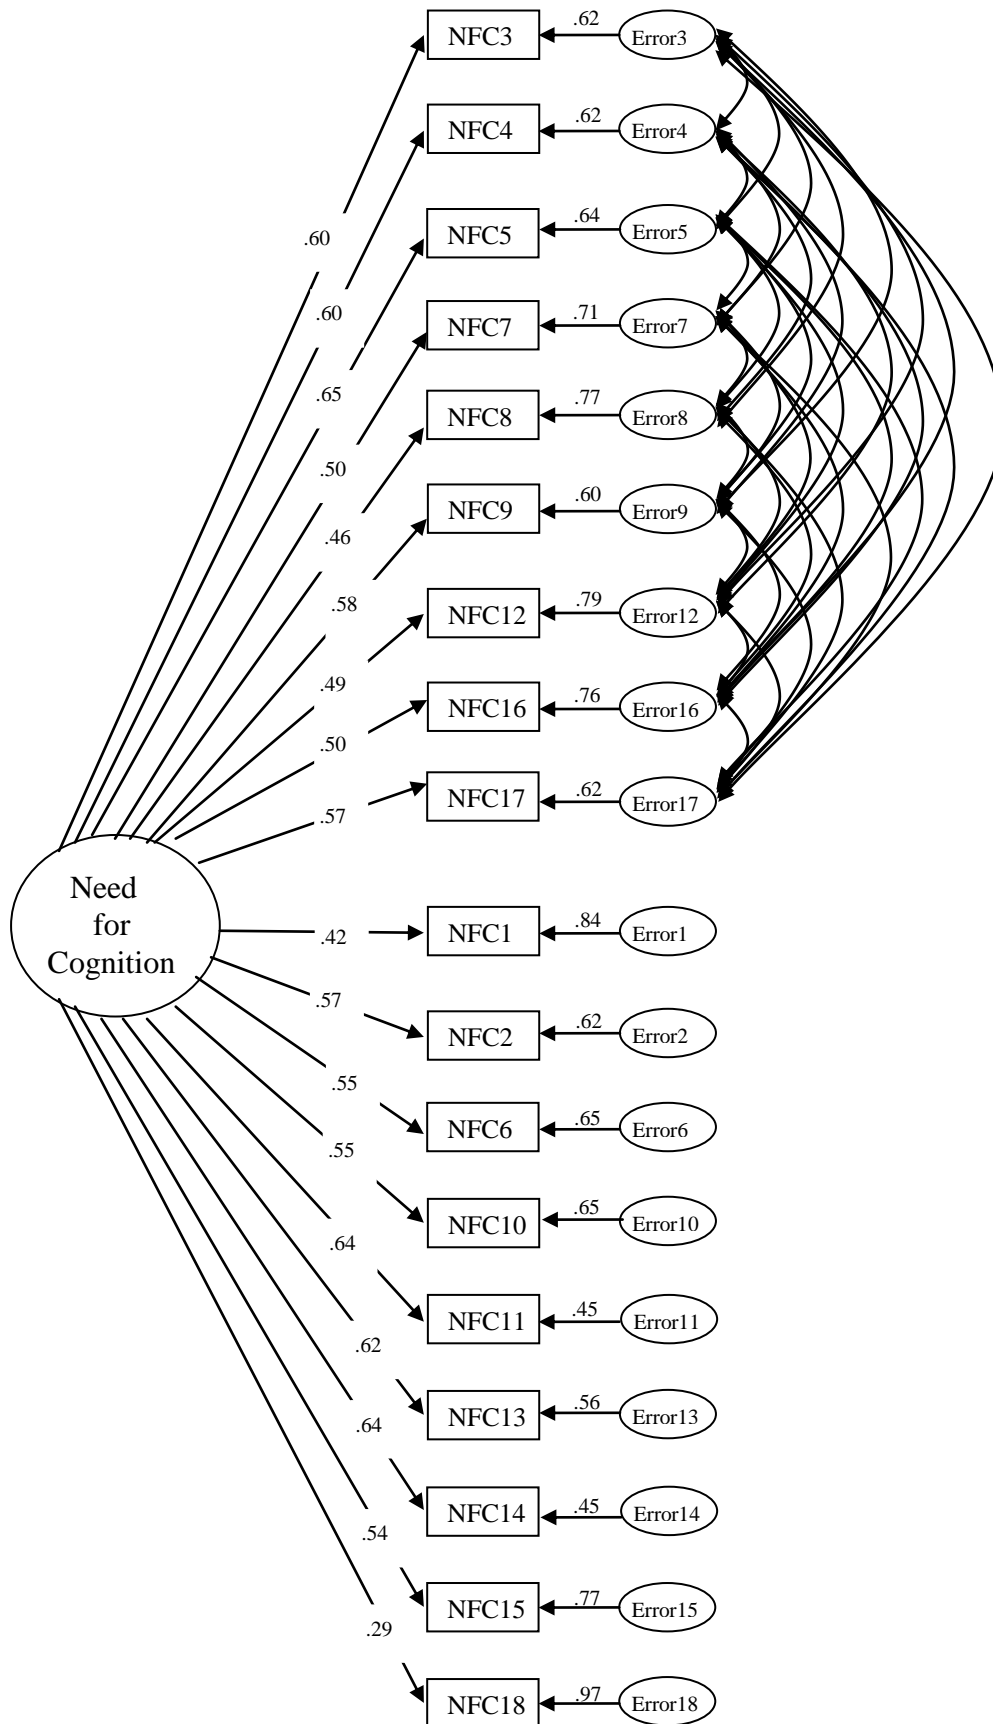 NFC3 .62 Error3
NFC4 .62 Error4
NFC5 .64 Error5
.60
NFC7 .71 Error7
.60
NFC8 .77 Error8
.65
.50
NFC9 .60 Error9
.46
.58
NFC12 .79 Error12
.49
NFC16 .76 Error16
.50
NFC17 .62 Error17
.57
Need
for
Cognition
.42
NFC1 .84 Error1
.57
NFC2 .62 Error2
.55
NFC6 .65 Error6
.55
NFC10 .65 Error10
.64
NFC11 .45 Error11
.62
NFC13 .56 Error13
.64
NFC14 .45 Error14
.54
NFC15 .77 Error15
.29
NFC18 .97 Error18